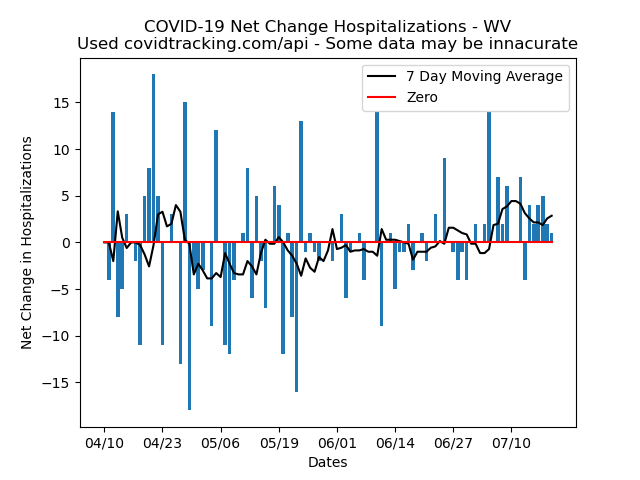 COVID-19 Net Change Hospitalizations - WV
Used covidtracking.com/api - Some data may be innacurate
7 Day Moving Average
Zero
Net Change in Hospitalizations
15
10
5
0
−5
−10
−15
04/10 04/23 05/06 05/19 06/01 06/14 06/27 07/10
Dates